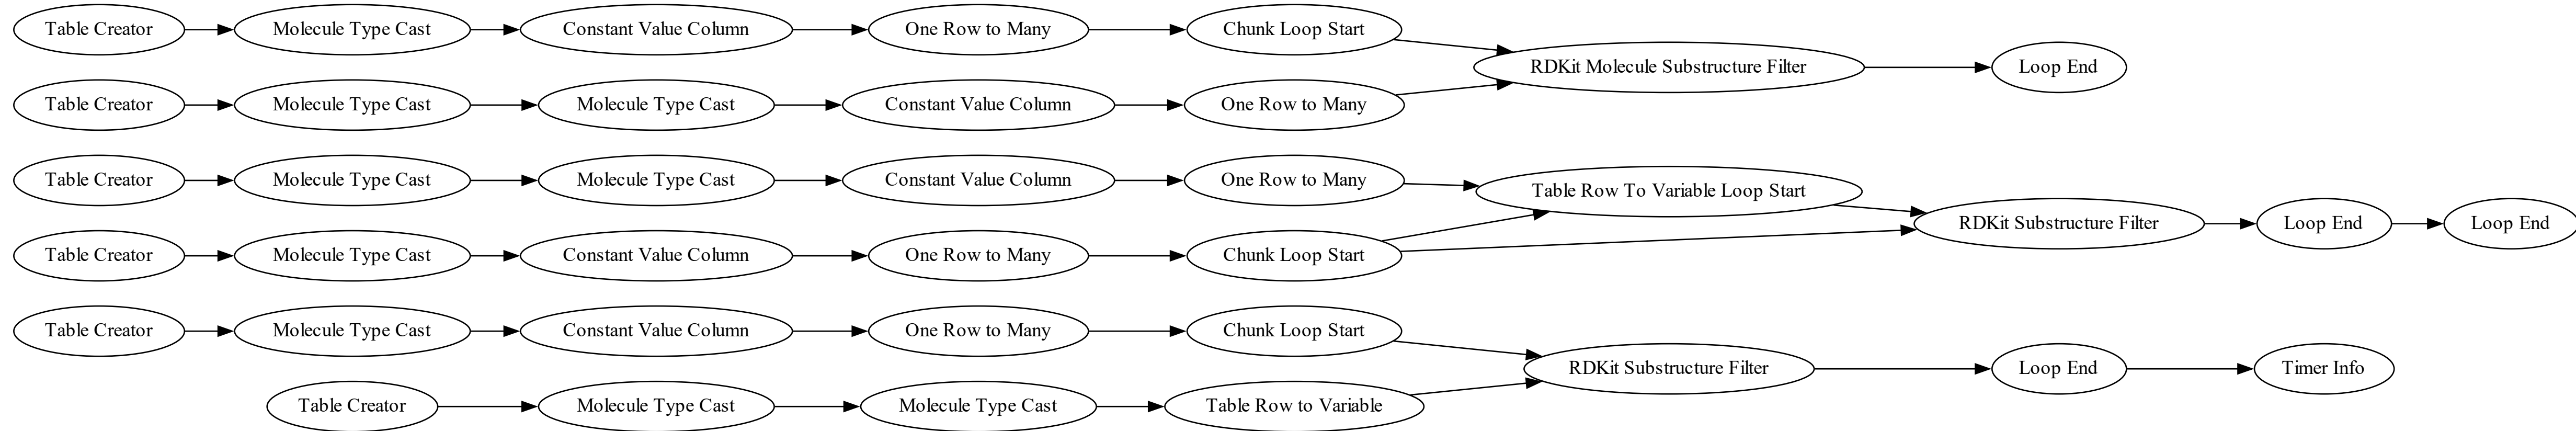 Table Creator
Molecule Type Cast
Constant Value Column
One Row to Many
Chunk Loop Start
RDKit Molecule Substructure Filter
Loop End
Table Creator
Molecule Type Cast
Molecule Type Cast
Constant Value Column
One Row to Many
Table Creator
Molecule Type Cast
Molecule Type Cast
Constant Value Column
One Row to Many
Table Row To Variable Loop Start
RDKit Substructure Filter
Loop End
Loop End
Table Creator
Molecule Type Cast
Constant Value Column
One Row to Many
Chunk Loop Start
Table Creator
Molecule Type Cast
Constant Value Column
One Row to Many
Chunk Loop Start
RDKit Substructure Filter
Loop End
Timer Info
Table Creator
Molecule Type Cast
Molecule Type Cast
Table Row to Variable